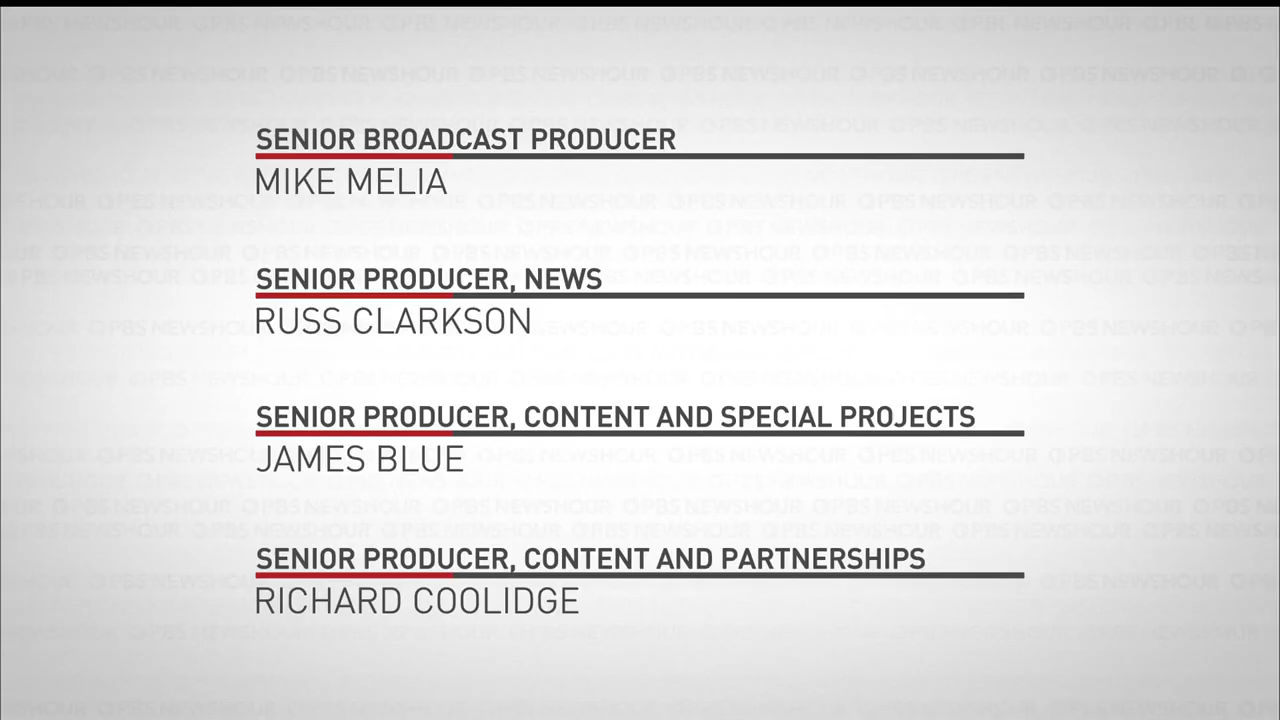 SENIOR BROADCAST PRODUCER
MIKE MELIA
SENIOR PRODUCER, NEWS
RUSS CLARKSON
SENIOR PRODUCER, CONTENT AND SPECIAL PROJECTS
JAMES BLUE
SENIOR PRODUCER, CONTENT AND PARTNERSHIPS
RICHARD COOLIDGE